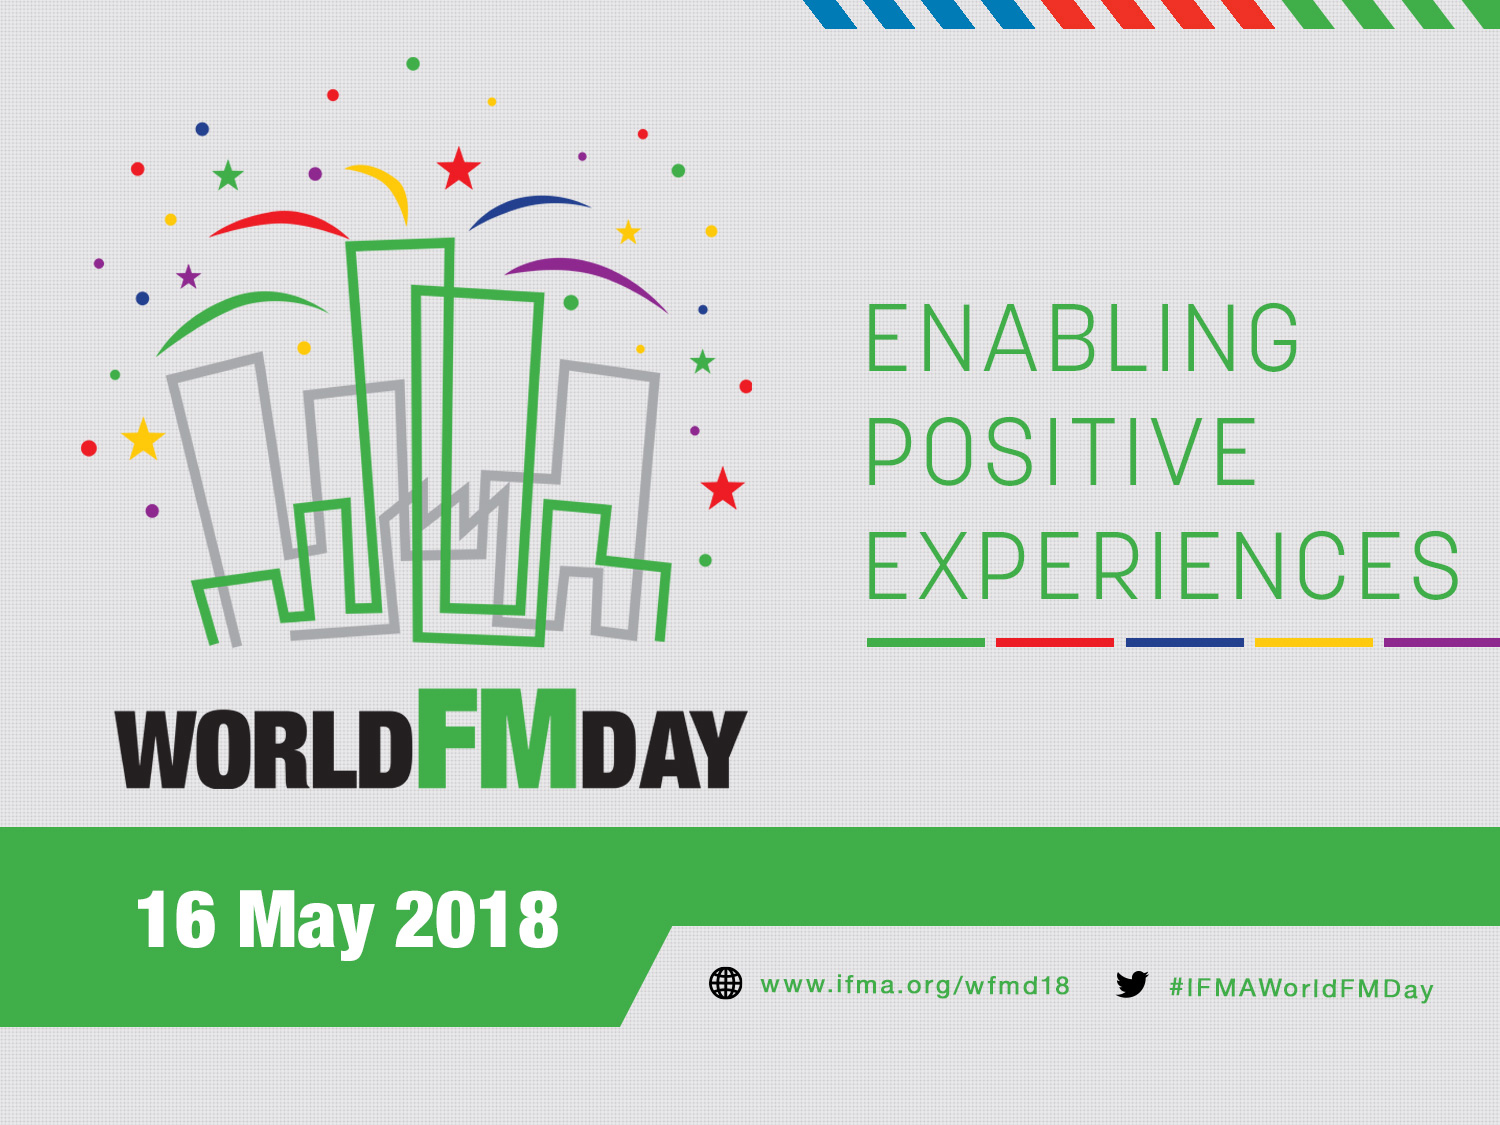 ENABLING
POSITIVE
EXPERIENCES
WORLDFMDAY
16 May 2018
www.ifma.org/wfmd18
#IFMAWorldFMDay